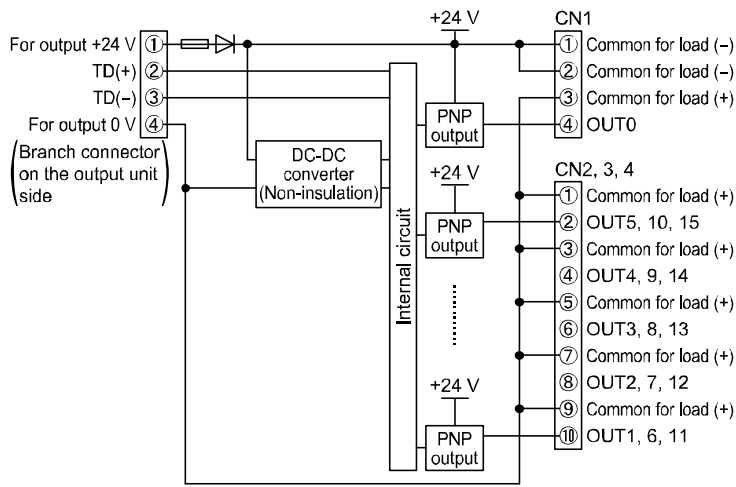 +24 V
CN1
For output +24 V ①
TD(+) ②
TD(−) ③
For output 0 V ④
(Branch connector
on the output unit
side)
DC-DC
converter
(Non-insulation)
Internal circuit
PNP
output
① Common for load (−)
② Common for load (−)
③ Common for load (+)
④ OUT0
+24 V
PNP
output
CN2, 3, 4
① Common for load (+)
② OUT5, 10, 15
③ Common for load (+)
④ OUT4, 9, 14
⑤ Common for load (+)
⑥ OUT3, 8, 13
⑦ Common for load (+)
⑧ OUT2, 7, 12
⑨ Common for load (+)
⑩ OUT1, 6, 11
+24 V
PNP
output